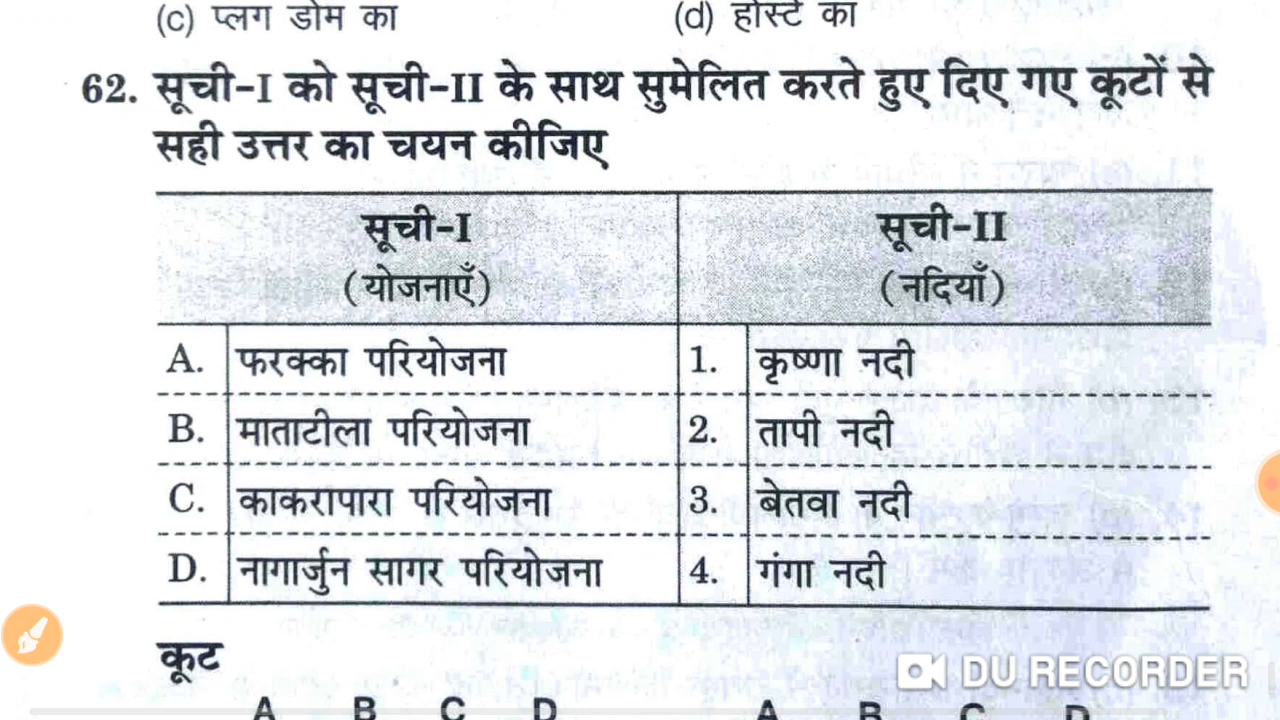 (c) प्लग डोम का (d) होस्ट का
62. सूची-I को सूची-II के साथ सुमेलित करते हुए दिए गए कूटों से
सही उत्तर का चयन कीजिए
सूची-I सूची-II
(योजनाएँ) (नदियाँ)
A. फरक्का परियोजना 1. कृष्णा नदी
B. माताटीला परियोजना 2. तापी नदी
C. काकरापारा परियोजना 3. बेतवा नदी
D. नागार्जुन सागर परियोजना 4. गंगा नदी
कूट
DU RECORDER
A B C D A B C D